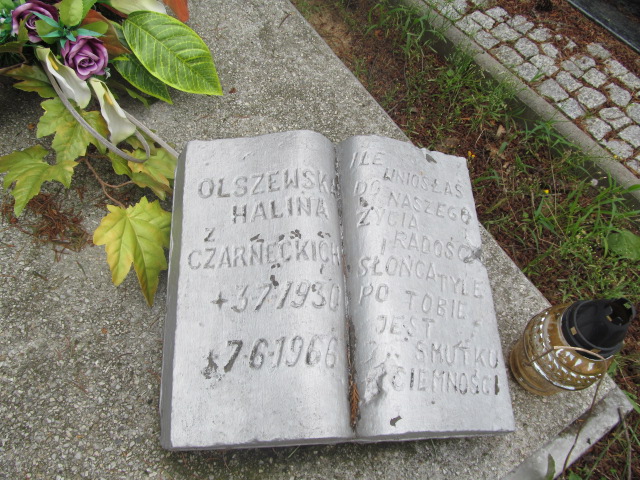 OLSZEWSKA
HALINA
Z
CZARNECKICH
+3.7.1930
7.6.1966
ILE
WNIOSŁAŚ
DO NASZEGO
ŻYCIA
I RADOŚCI
SŁOŃCA TYLE
PO TOBIE
JEST
SMUTKU
CIEMNOŚCI